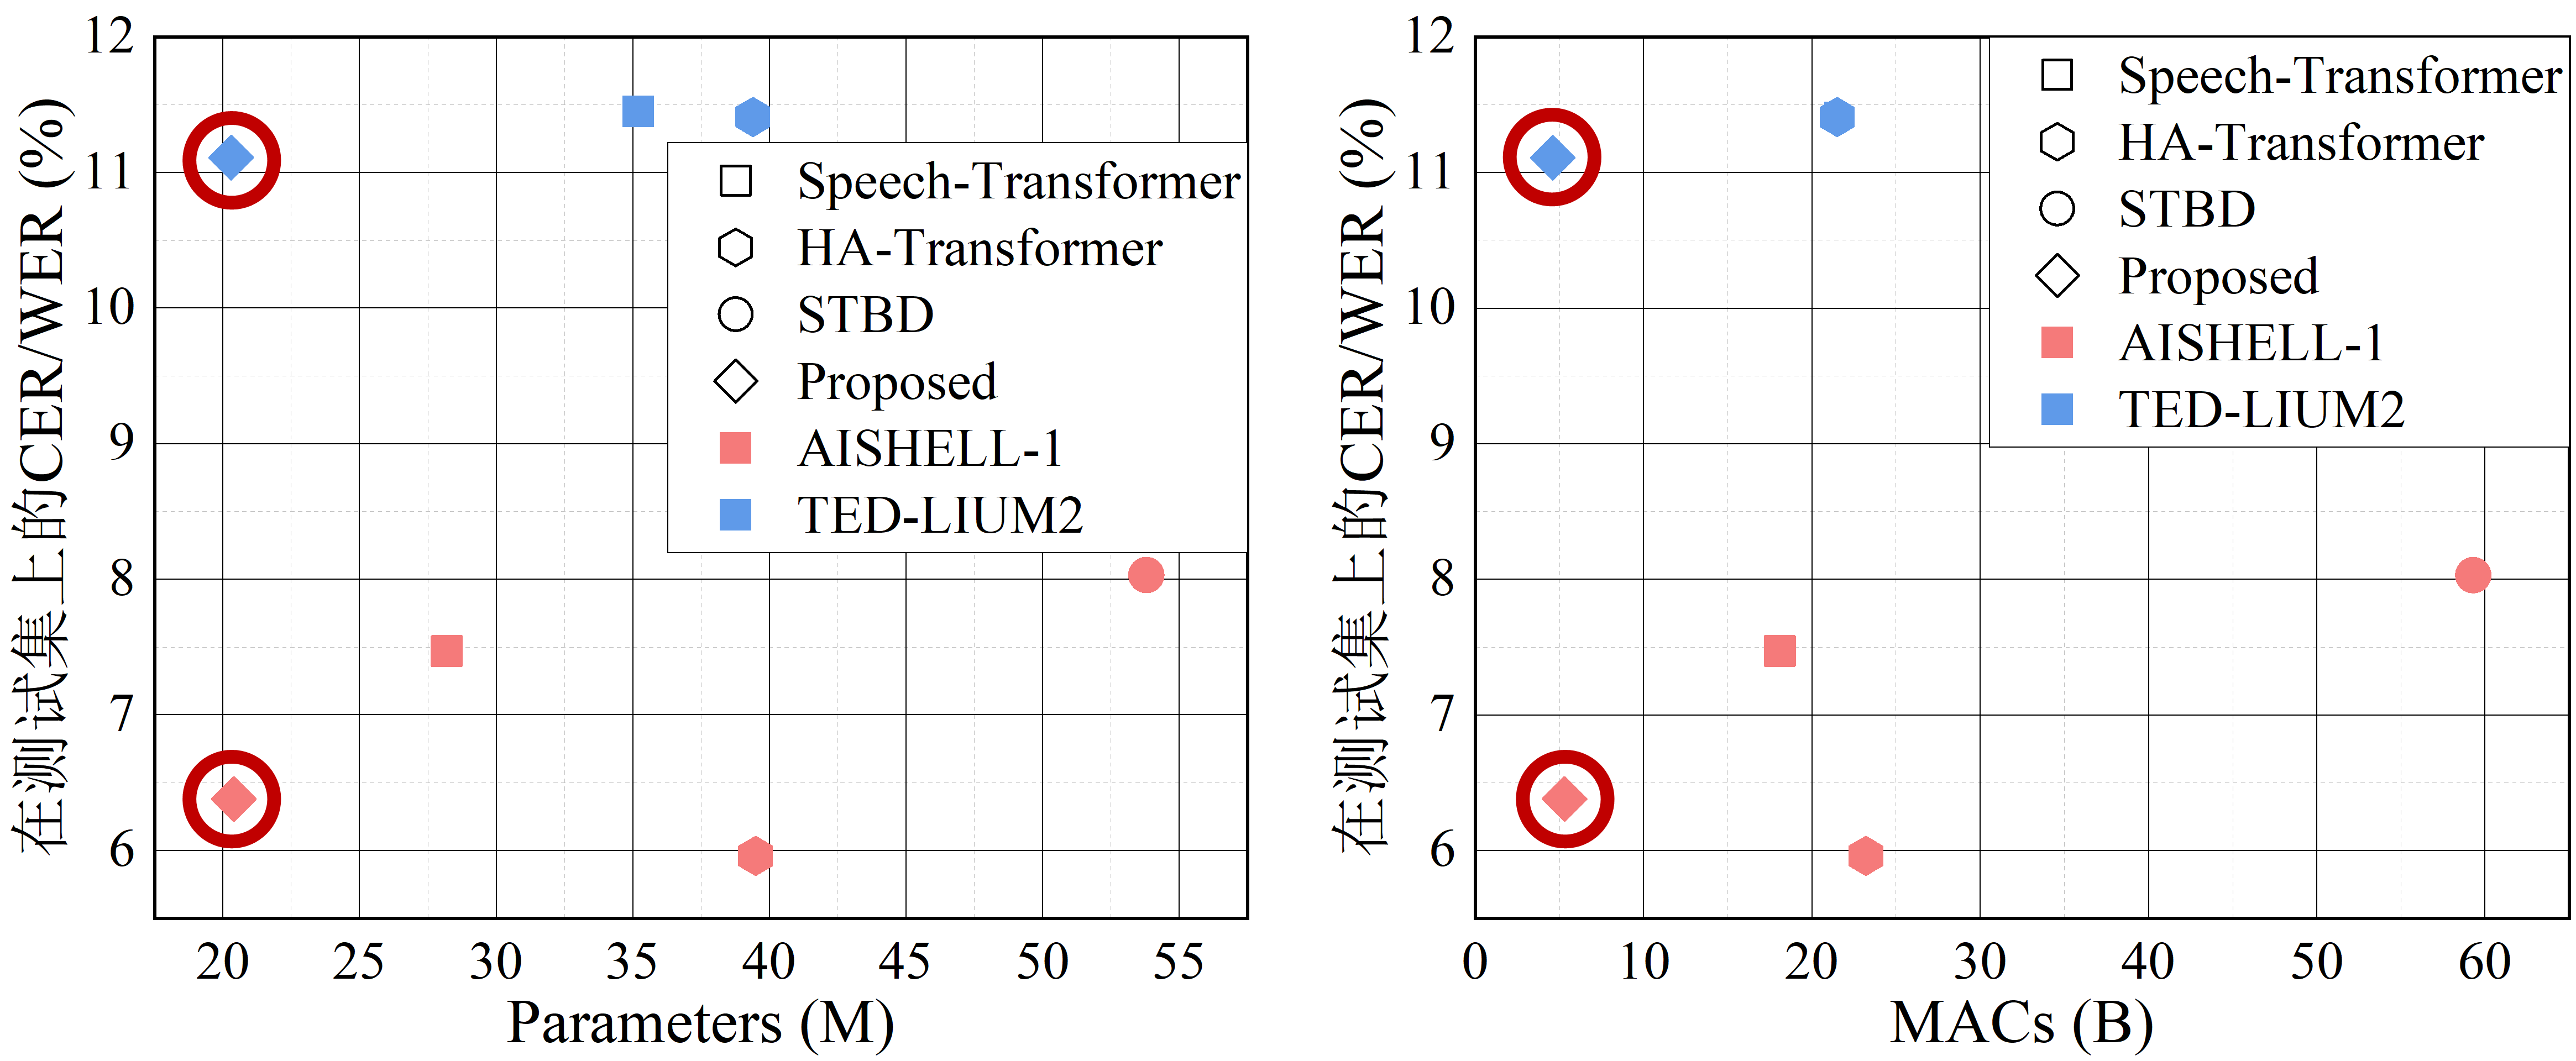 在测试集上的CER/WER (%)
12
11
10
9
8
7
6
20 25 30 35 40 45 50 55
Parameters (M)
Speech-Transformer
HA-Transformer
STBD
Proposed
AISHELL-1
TED-LIUM2
在测试集上的CER/WER (%)
12
11
10
9
8
7
6
0 10 20 30 40 50 60
MACs (B)
Speech-Transformer
HA-Transformer
STBD
Proposed
AISHELL-1
TED-LIUM2